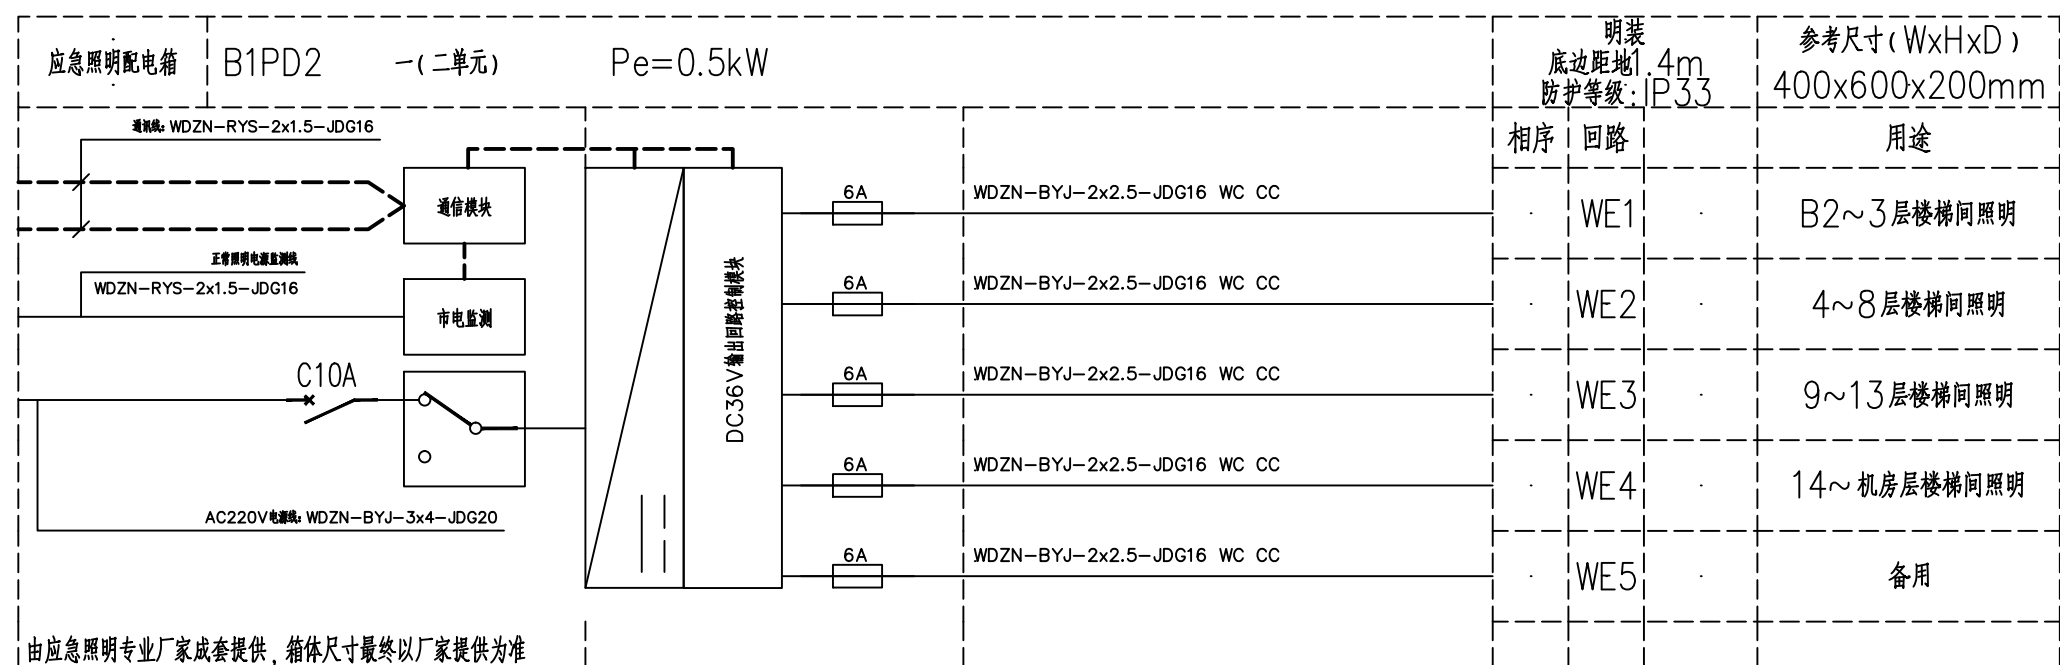 应急照明配电箱
B1PD2 一(二单元) Pe=0.5kW
明装
底边距地1.4m
防护等级:IP33
参考尺寸(WxHxD)
400x600x200mm
相序 回路 用途
通讯线: WDZN-RYS-2x1.5-JDG16
通信模块
正常照明电源监测线
WDZN-RYS-2x1.5-JDG16
市电监测
C10A
AC220V电源线: WDZN-BYJ-3x4-JDG20
DC36V输出回路控制模块
6A WDZN-BYJ-2x2.5-JDG16 WC CC WE1 B2~3层楼梯间照明
6A WDZN-BYJ-2x2.5-JDG16 WC CC WE2 4~8层楼梯间照明
6A WDZN-BYJ-2x2.5-JDG16 WC CC WE3 9~13层楼梯间照明
6A WDZN-BYJ-2x2.5-JDG16 WC CC WE4 14~机房层楼梯间照明
6A WDZN-BYJ-2x2.5-JDG16 WC CC WE5 备用
由应急照明专业厂家成套提供,箱体尺寸最终以厂家提供为准